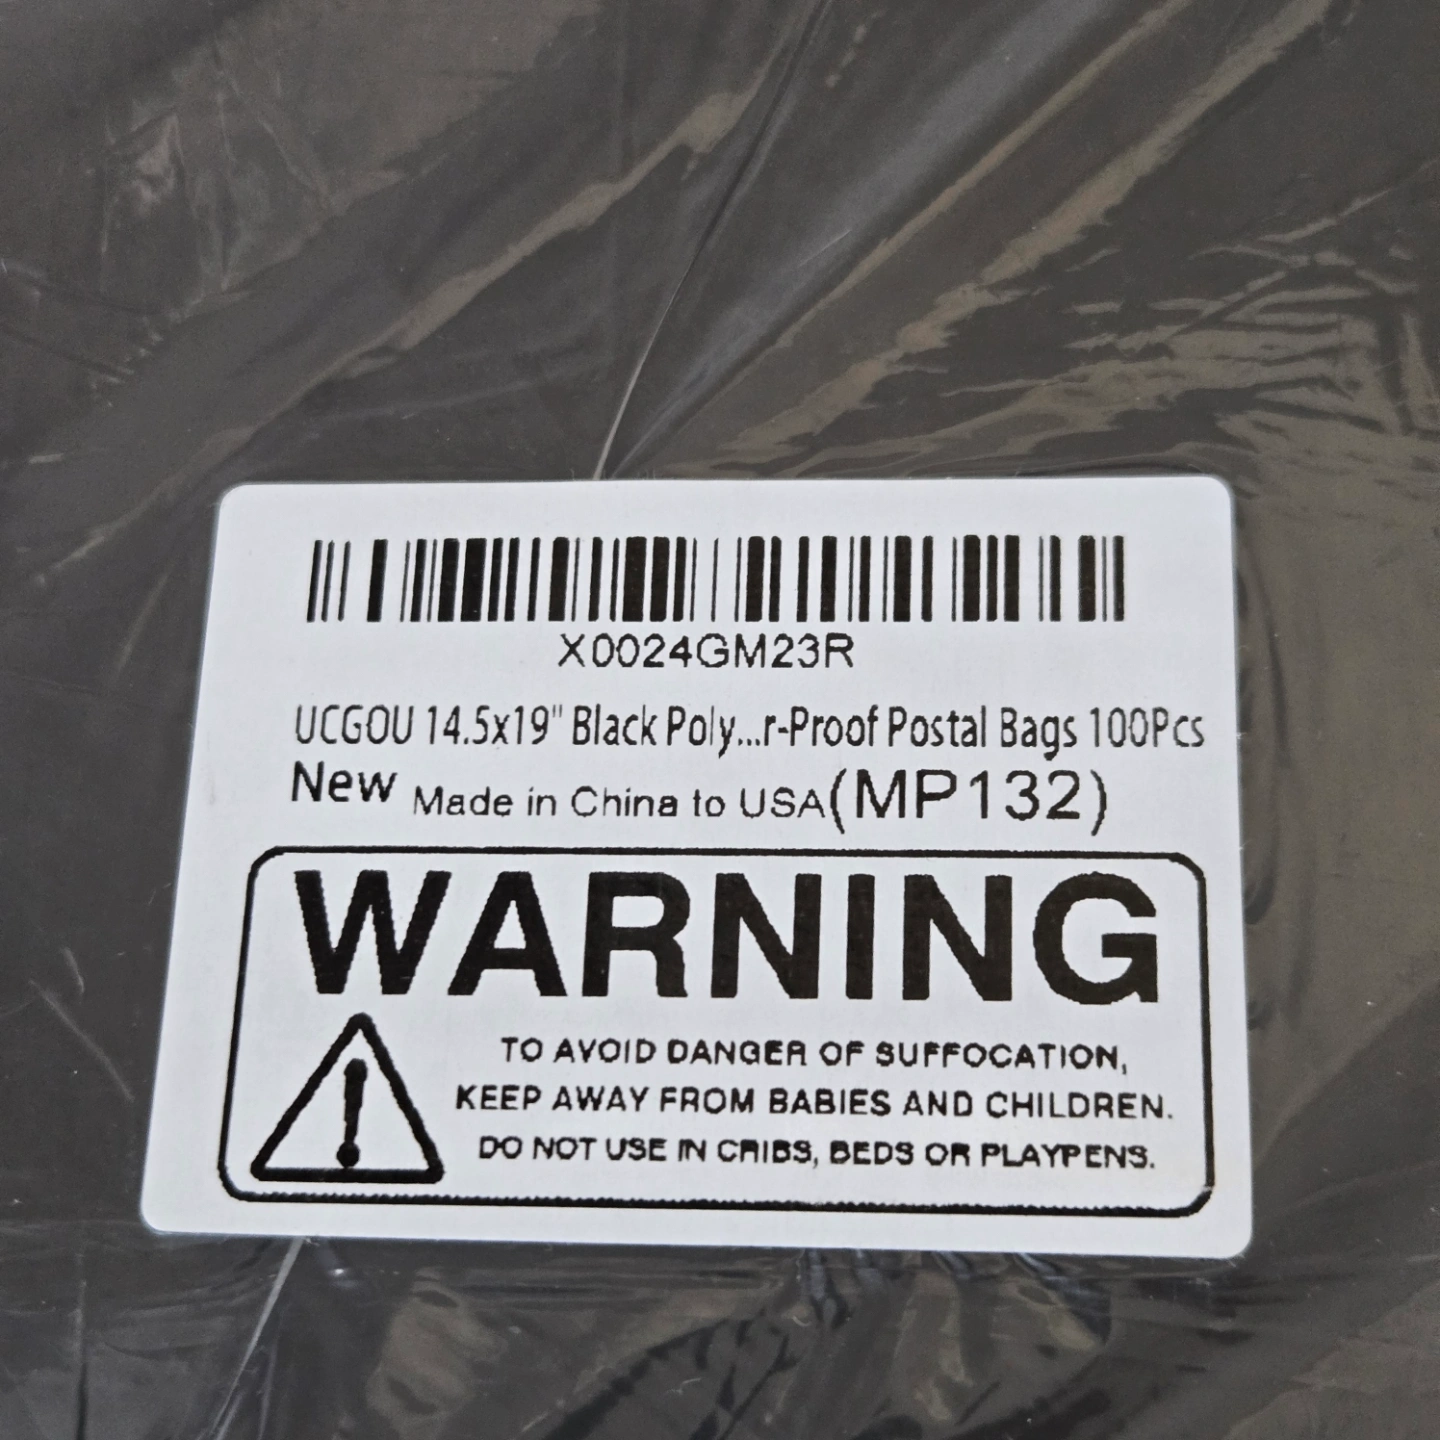 X0024GM23R
UCGOU 14.5x19" Black Poly...r-Proof Postal Bags 100Pcs
New Made in China to USA(MP132)
WARNING
TO AVOID DANGER OF SUFFOCATION,
KEEP AWAY FROM BABIES AND CHILDREN.
DO NOT USE IN CRIBS, BEDS OR PLAYPENS.